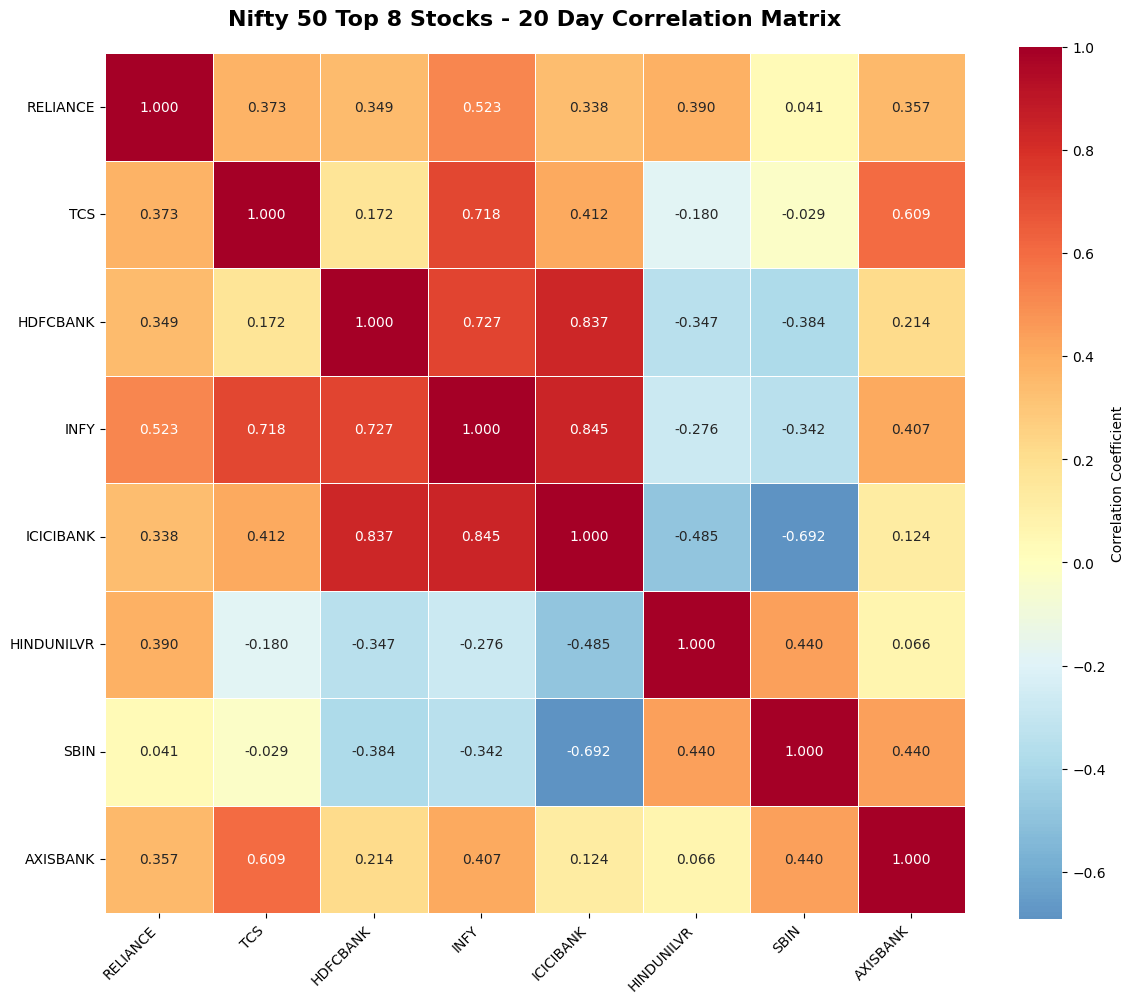 Nifty 50 Top 8 Stocks - 20 Day Correlation Matrix
RELIANCE 1.000 0.373 0.349 0.523 0.338 0.390 0.041 0.357
TCS 0.373 1.000 0.172 0.718 0.412 -0.180 -0.029 0.609
HDFCBANK 0.349 0.172 1.000 0.727 0.837 -0.347 -0.384 0.214
INFY 0.523 0.718 0.727 1.000 0.845 -0.276 -0.342 0.407
ICICIBANK 0.338 0.412 0.837 0.845 1.000 -0.485 -0.692 0.124
HINDUNILVR 0.390 -0.180 -0.347 -0.276 -0.485 1.000 0.440 0.066
SBIN 0.041 -0.029 -0.384 -0.342 -0.692 0.440 1.000 0.440
AXISBANK 0.357 0.609 0.214 0.407 0.124 0.066 0.440 1.000
RELIANCE TCS HDFCBANK INFY ICICIBANK HINDUNILVR SBIN AXISBANK
1.0
0.8
0.6
0.4
0.2
0.0
−0.2
−0.4
−0.6
Correlation Coefficient